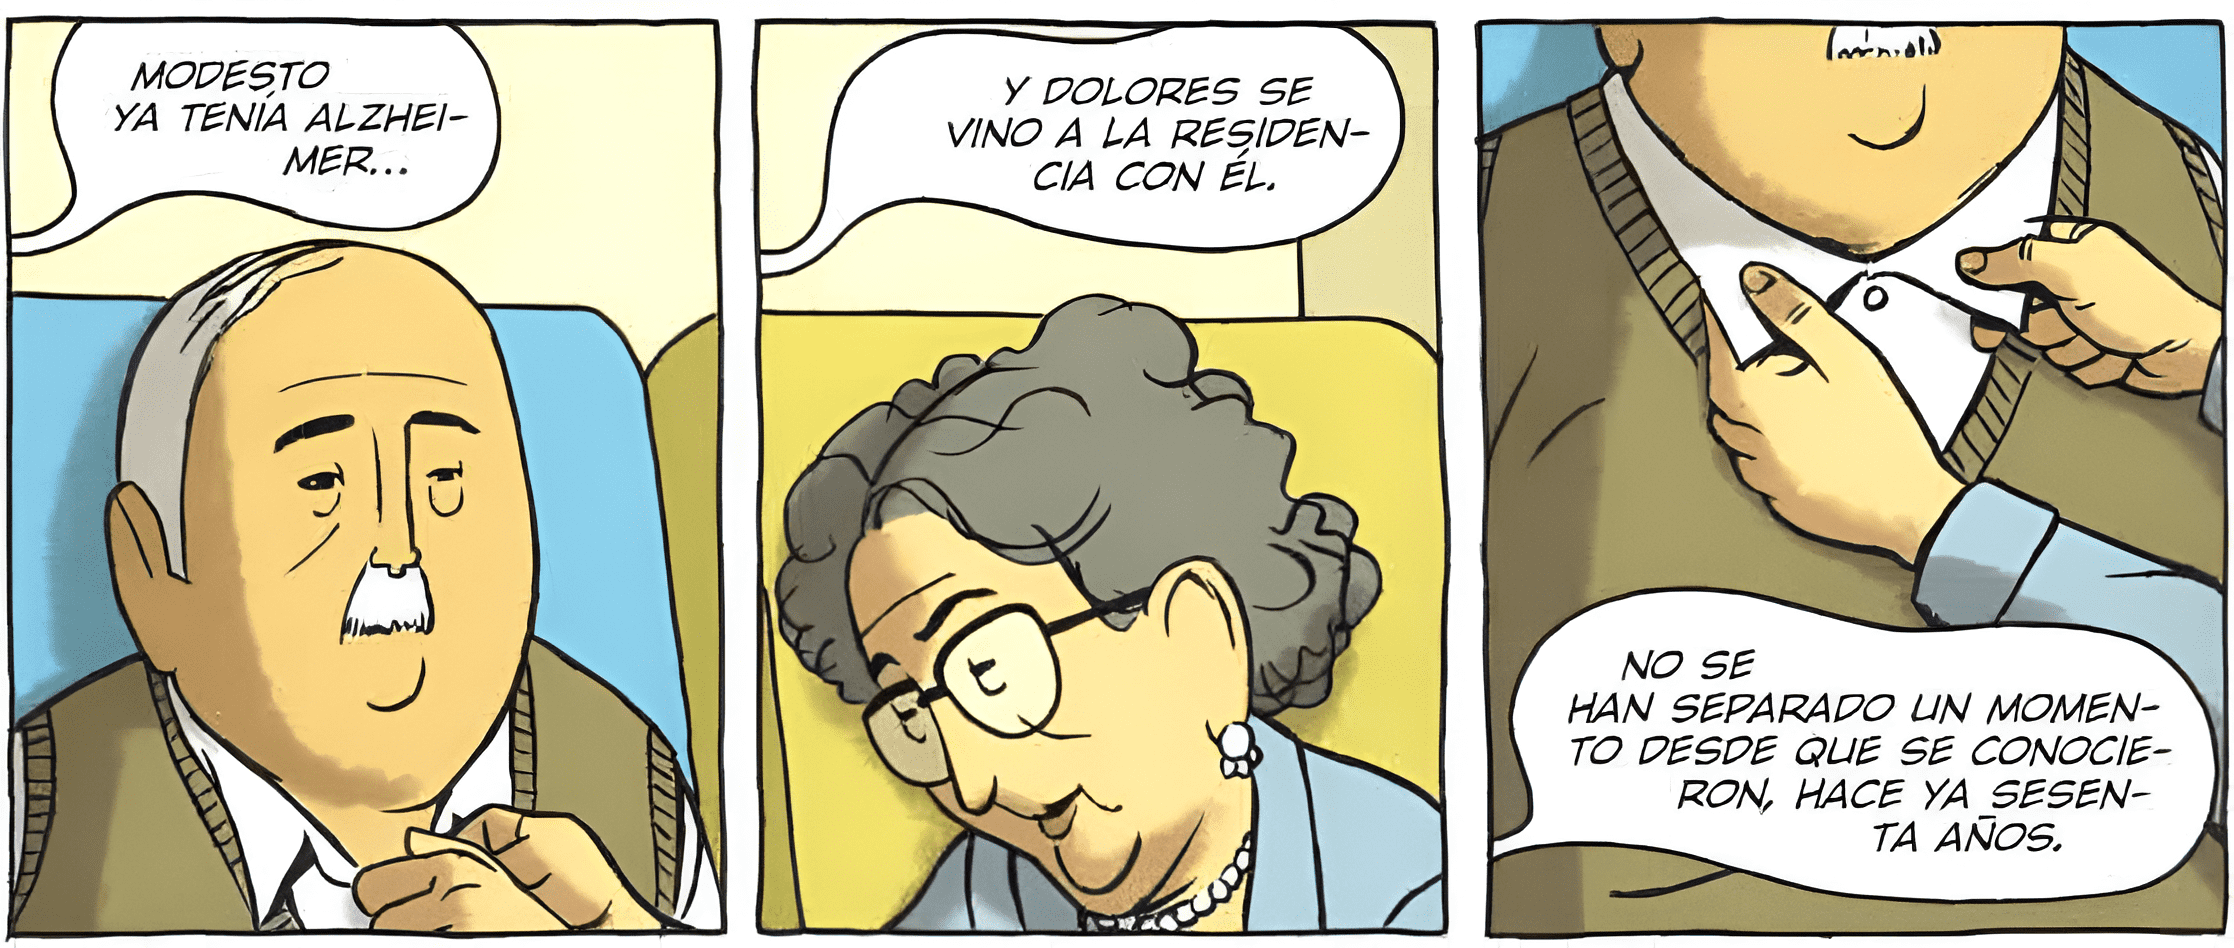 MODESTO
YA TENÍA ALZHEI-
MER...
Y DOLORES SE
VINO A LA RESIDEN-
CIA CON ÉL.
NO SE
HAN SEPARADO UN MOMEN-
TO DESDE QUE SE CONOCIE-
RON, HACE YA SESEN-
TA AÑOS.